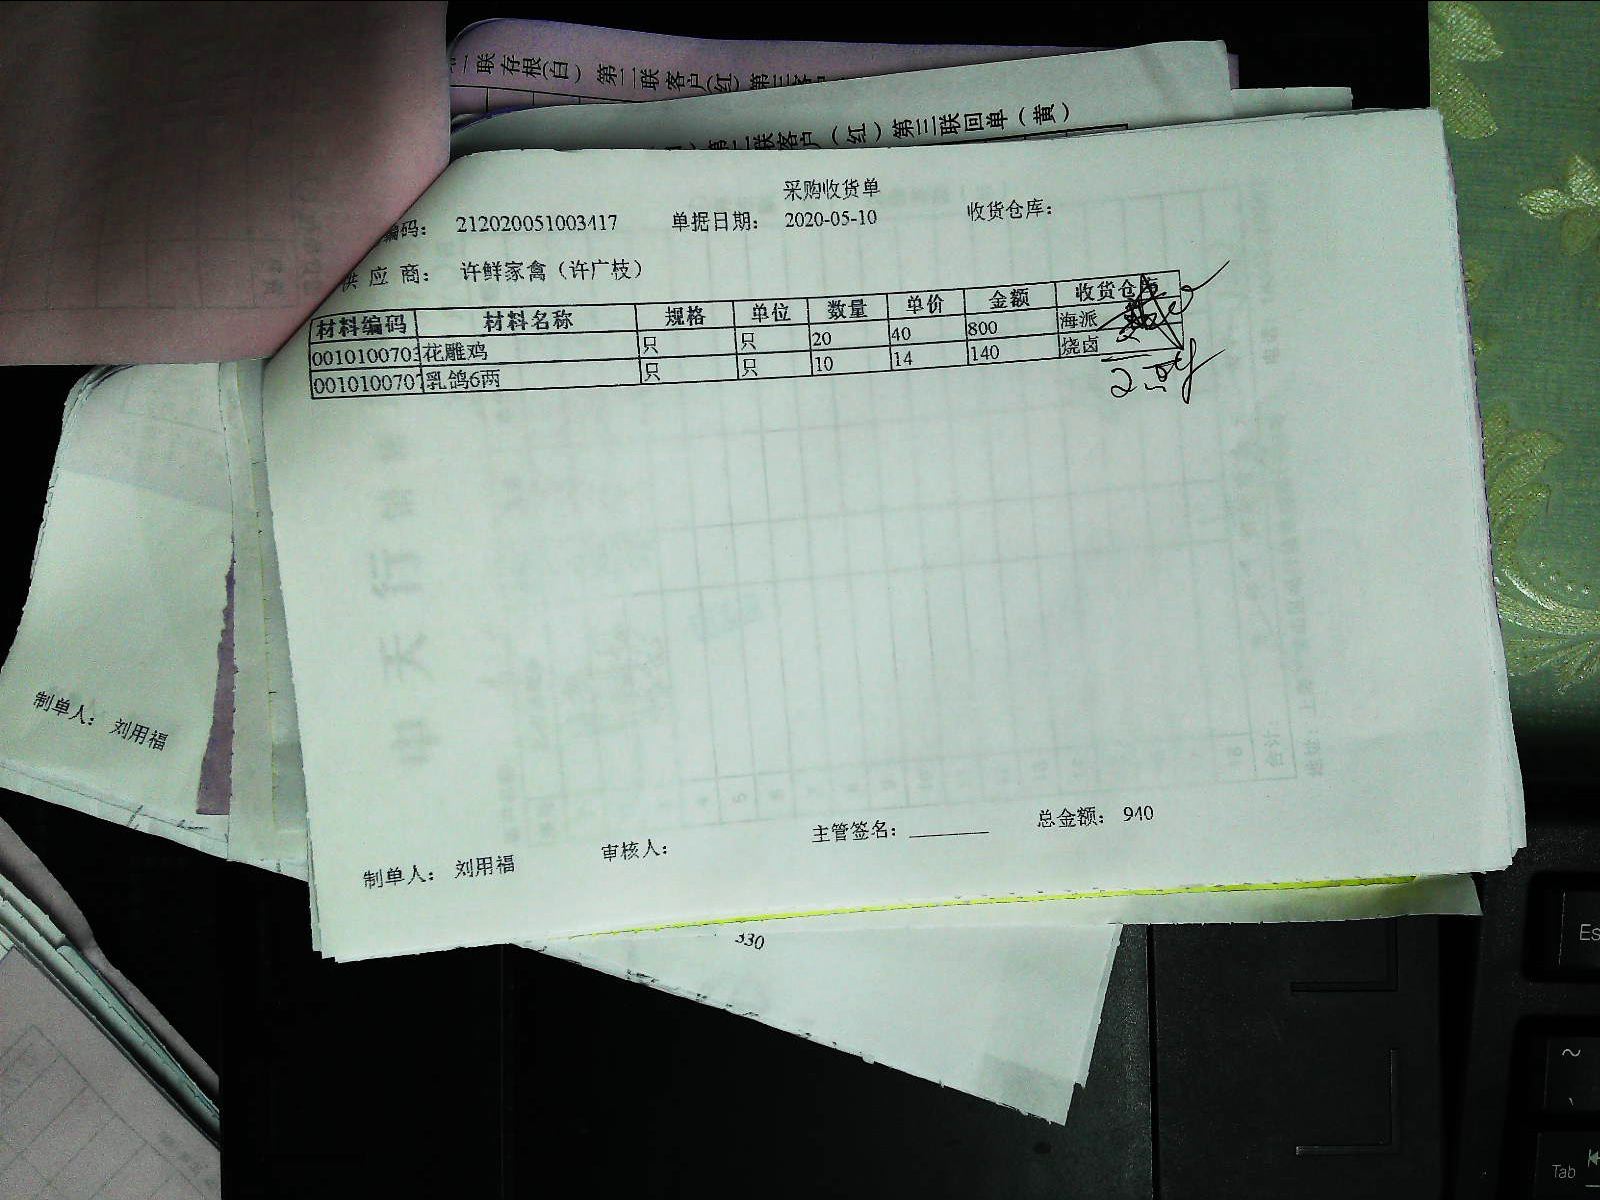 联存根(白) 第二联客户(红) 第三
第二联客户(红)第三联回单(黄)
采购收货单
编码: 212020051003417 单据日期: 2020-05-10 收货仓库:
供 应 商: 许鲜家禽(许广枝)
材料编码 材料名称 规格 单位 数量 单价 金额 收货仓库
0010100703 花雕鸡 只 只 20 40 800 海派
0010100707 乳鸽6两 只 只 10 14 140 烧卤
制单人: 刘用福
主管签名: 总金额: 940
制单人: 刘用福 审核人:
330
Es
~
Tab